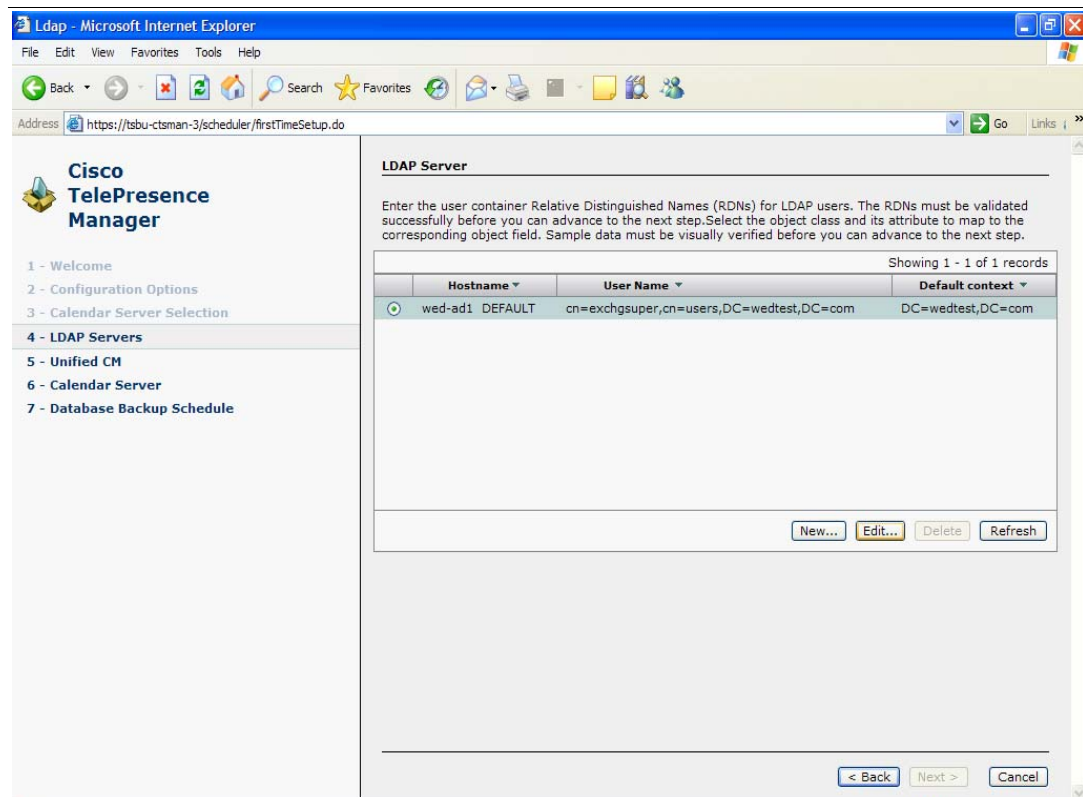 Ldap - Microsoft Internet Explorer
File Edit View Favorites Tools Help
Back Search Favorites
Address https://tsbu-ctsman-3/scheduler/firstTimeSetup.do Go Links »
Cisco
TelePresence
Manager
1 - Welcome
2 - Configuration Options
3 - Calendar Server Selection
4 - LDAP Servers
5 - Unified CM
6 - Calendar Server
7 - Database Backup Schedule
LDAP Server
Enter the user container Relative Distinguished Names (RDNs) for LDAP users. The RDNs must be validated
successfully before you can advance to the next step.Select the object class and its attribute to map to the
corresponding object field. Sample data must be visually verified before you can advance to the next step.
Showing 1 - 1 of 1 records
Hostname User Name Default context
wed-ad1 DEFAULT cn=exchgsuper,cn=users,DC=wedtest,DC=com DC=wedtest,DC=com
New... Edit... Delete Refresh
< Back Next > Cancel